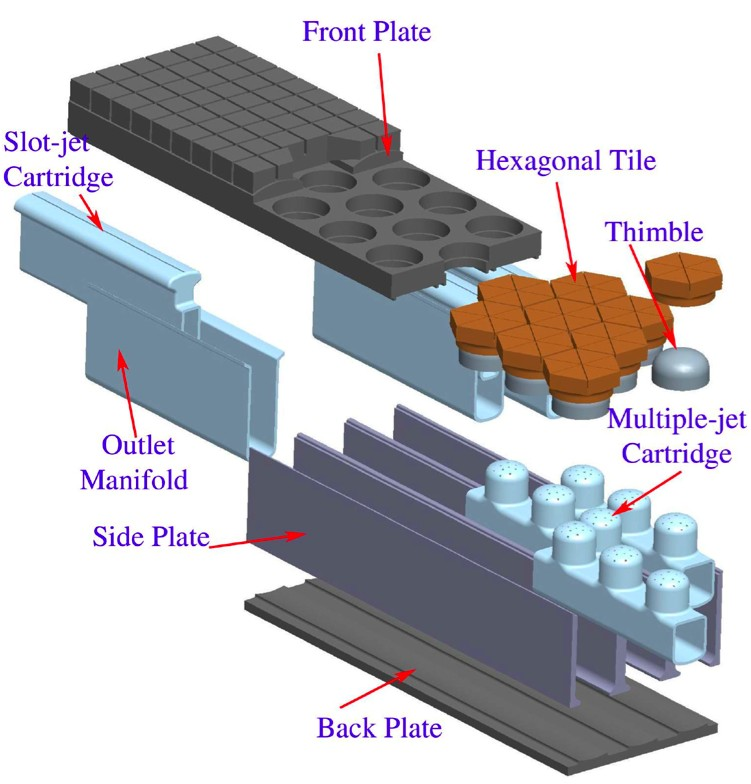 Front Plate
Slot-jet
Cartridge
Hexagonal Tile
Thimble
Multiple-jet
Cartridge
Outlet
Manifold
Side Plate
Back Plate